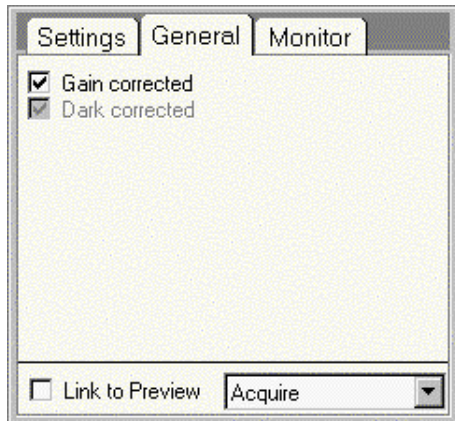 Settings General Monitor
Gain corrected
Dark corrected
Link to Preview Acquire